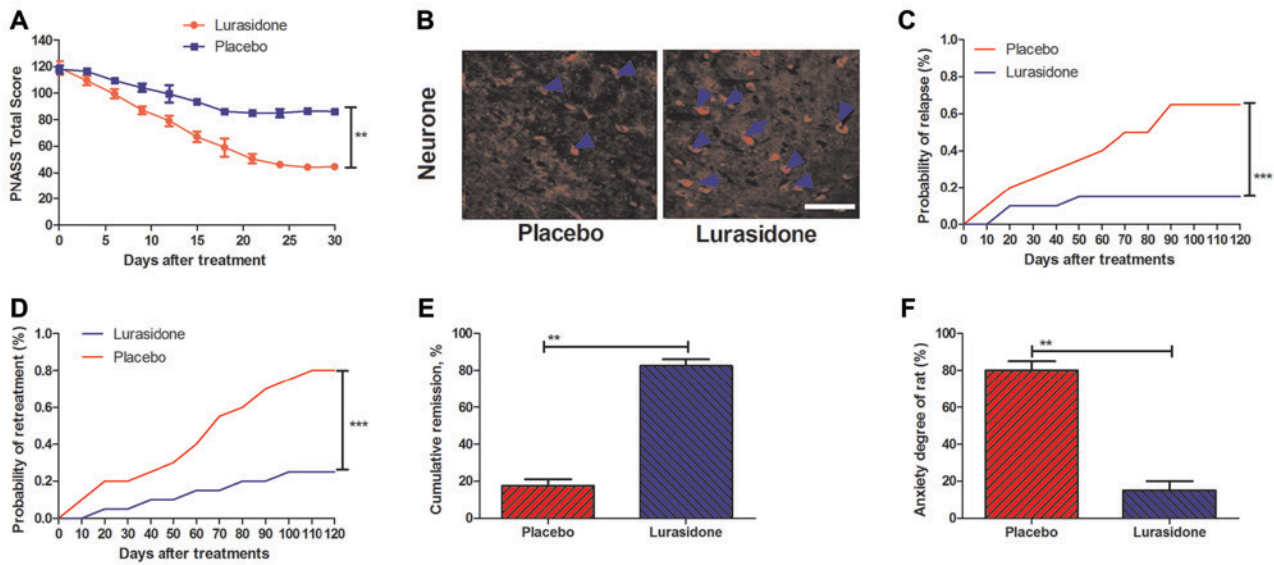 A
Lurasidone
Placebo
PNASS Total Score
140
120
100
80
60
40
20
0
**
0 5 10 15 20 25 30
Days after treatment
B
Neurone
Placebo Lurasidone
C
Placebo
Lurasidone
Probability of relapse (%)
1.0
0.8
0.6
0.4
0.2
0.0
***
0 10 20 30 40 50 60 70 80 90 100 110 120
Days after treatments
D
Lurasidone
Placebo
Probability of retreatment (%)
1.0
0.8
0.6
0.4
0.2
0.0
***
0 10 20 30 40 50 60 70 80 90 100 110 120
Days after treatments
E
Cumulative remission, %
100
80
60
40
20
0
**
Placebo Lurasidone
F
Anxiety degree of rat (%)
100
80
60
40
20
0
**
Placebo Lurasidone